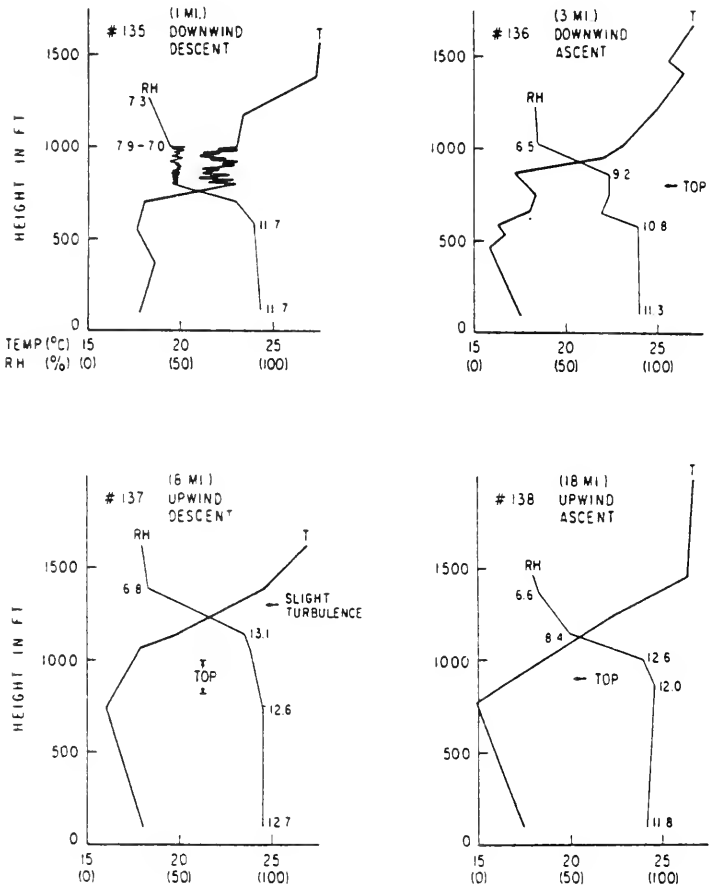 (1 MI.)
# 135 DOWNWIND
DESCENT
T
RH
7.3
7.9-7.0
11.7
11.7
HEIGHT IN FT
1500
1000
500
0
TEMP (°C) 15 20 25
RH (%) (0) (50) (100)
(3 MI.)
# 136 DOWNWIND
ASCENT
T
RH
6.5
9.2
TOP
10.8
11.3
1500
1000
500
0
15 20 25
(0) (50) (100)
(8 MI.)
# 137 UPWIND
DESCENT
RH
T
6.8
SLIGHT
TURBULENCE
13.1
TOP
12.6
12.7
HEIGHT IN FT
1500
1000
500
0
15 20 25
(0) (50) (100)
(18 MI.)
# 138 UPWIND
ASCENT
T
RH
6.6
8.4
12.6
TOP
12.0
11.8
1500
1000
500
0
15 20 25
(0) (50) (100)